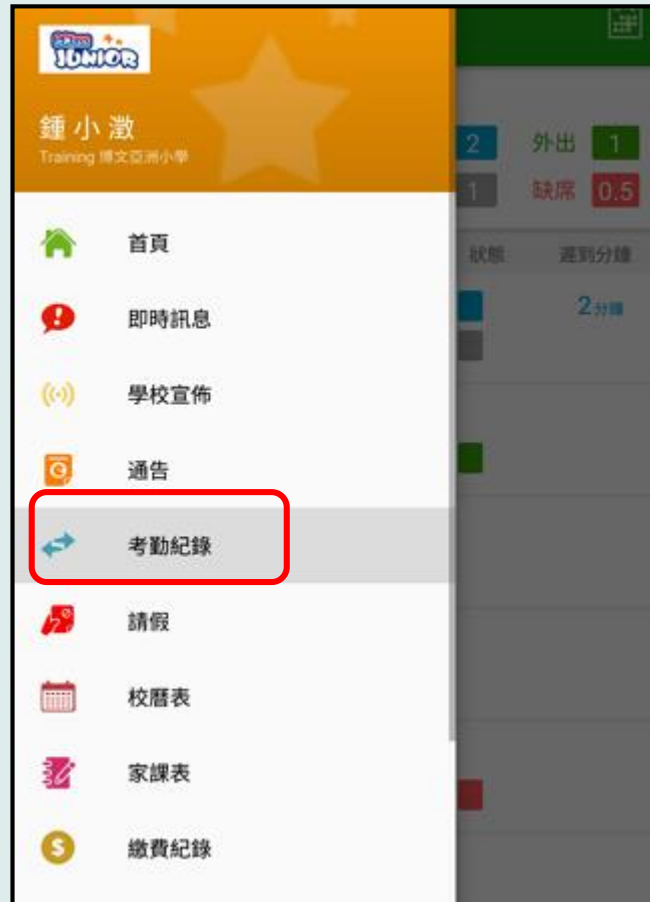 JUNIOR
鍾小澂
Training 博文亞洲小學
2 外出 1
1 缺席 0.5
狀態 遲到分鐘
2分鐘
首頁
即時訊息
學校宣佈
通告
考勤紀錄
請假
校曆表
家課表
繳費紀錄